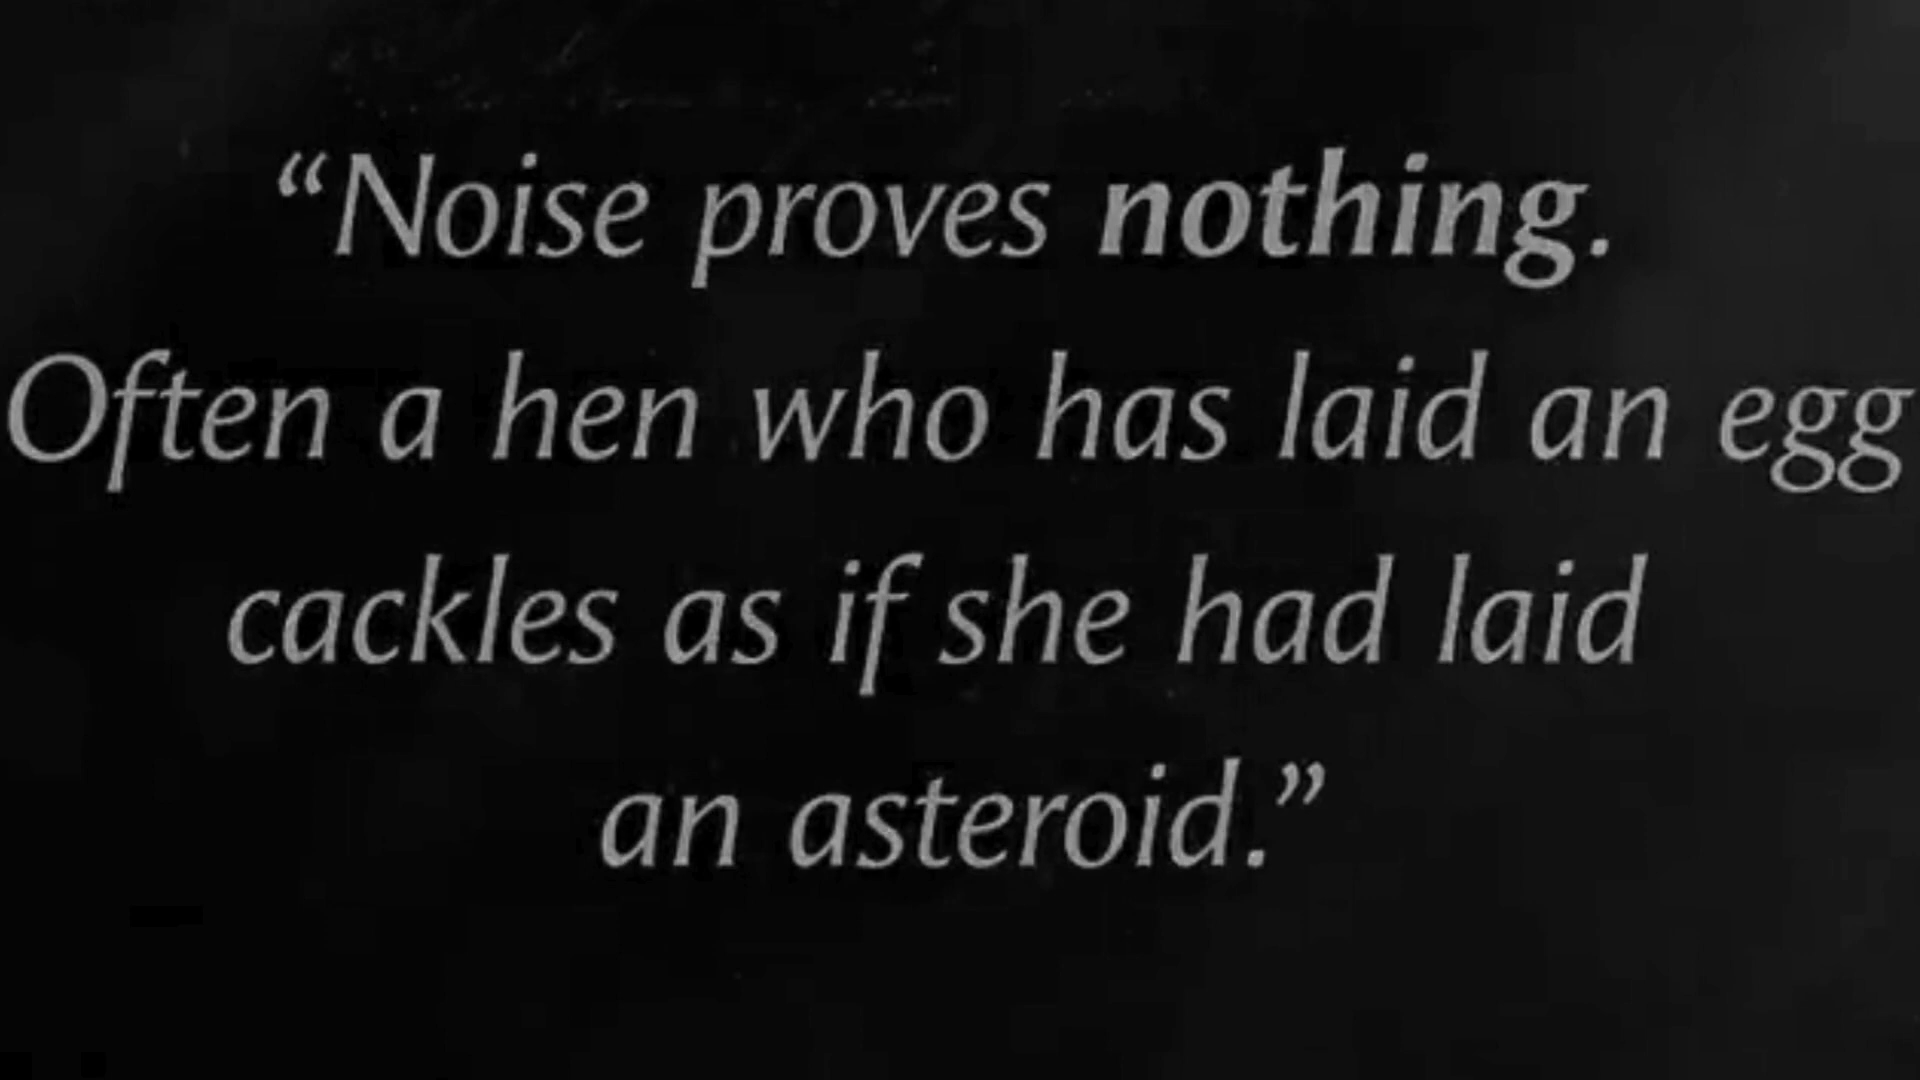 “Noise proves nothing.
Often a hen who has laid an egg
cackles as if she had laid
an asteroid.”